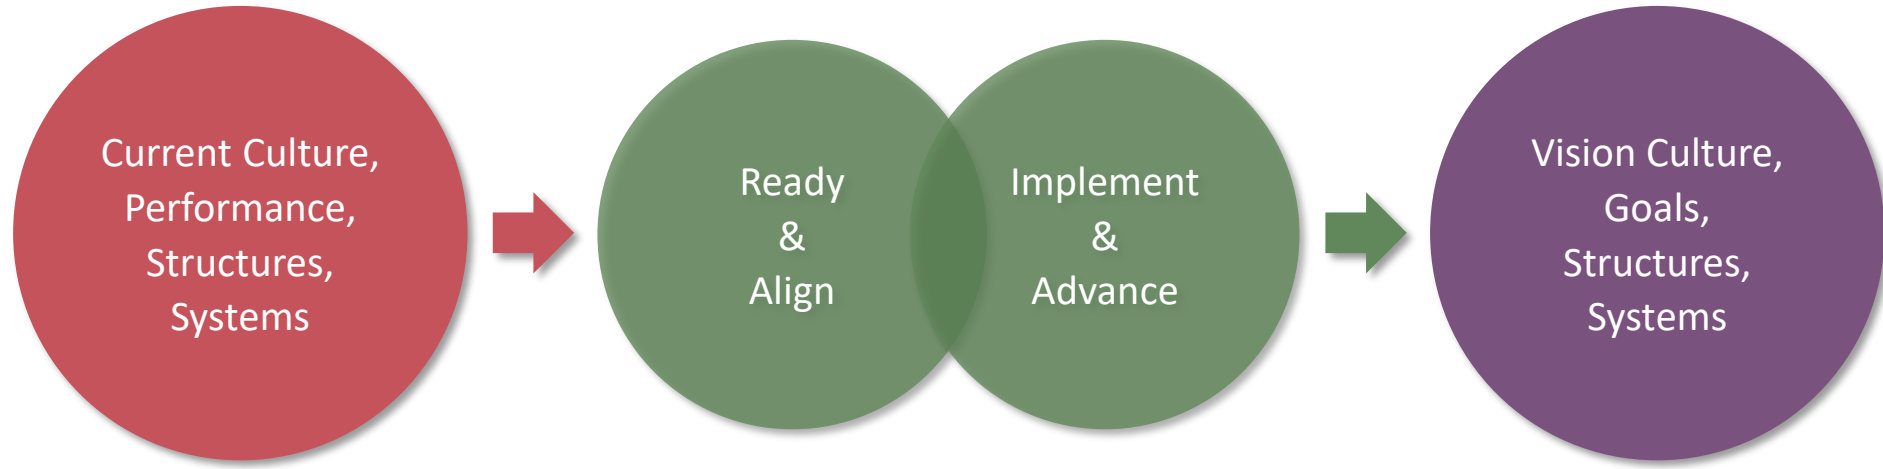 Current Culture,
Performance,
Structures,
Systems
Ready
&
Align
Implement
&
Advance
Vision Culture,
Goals,
Structures,
Systems